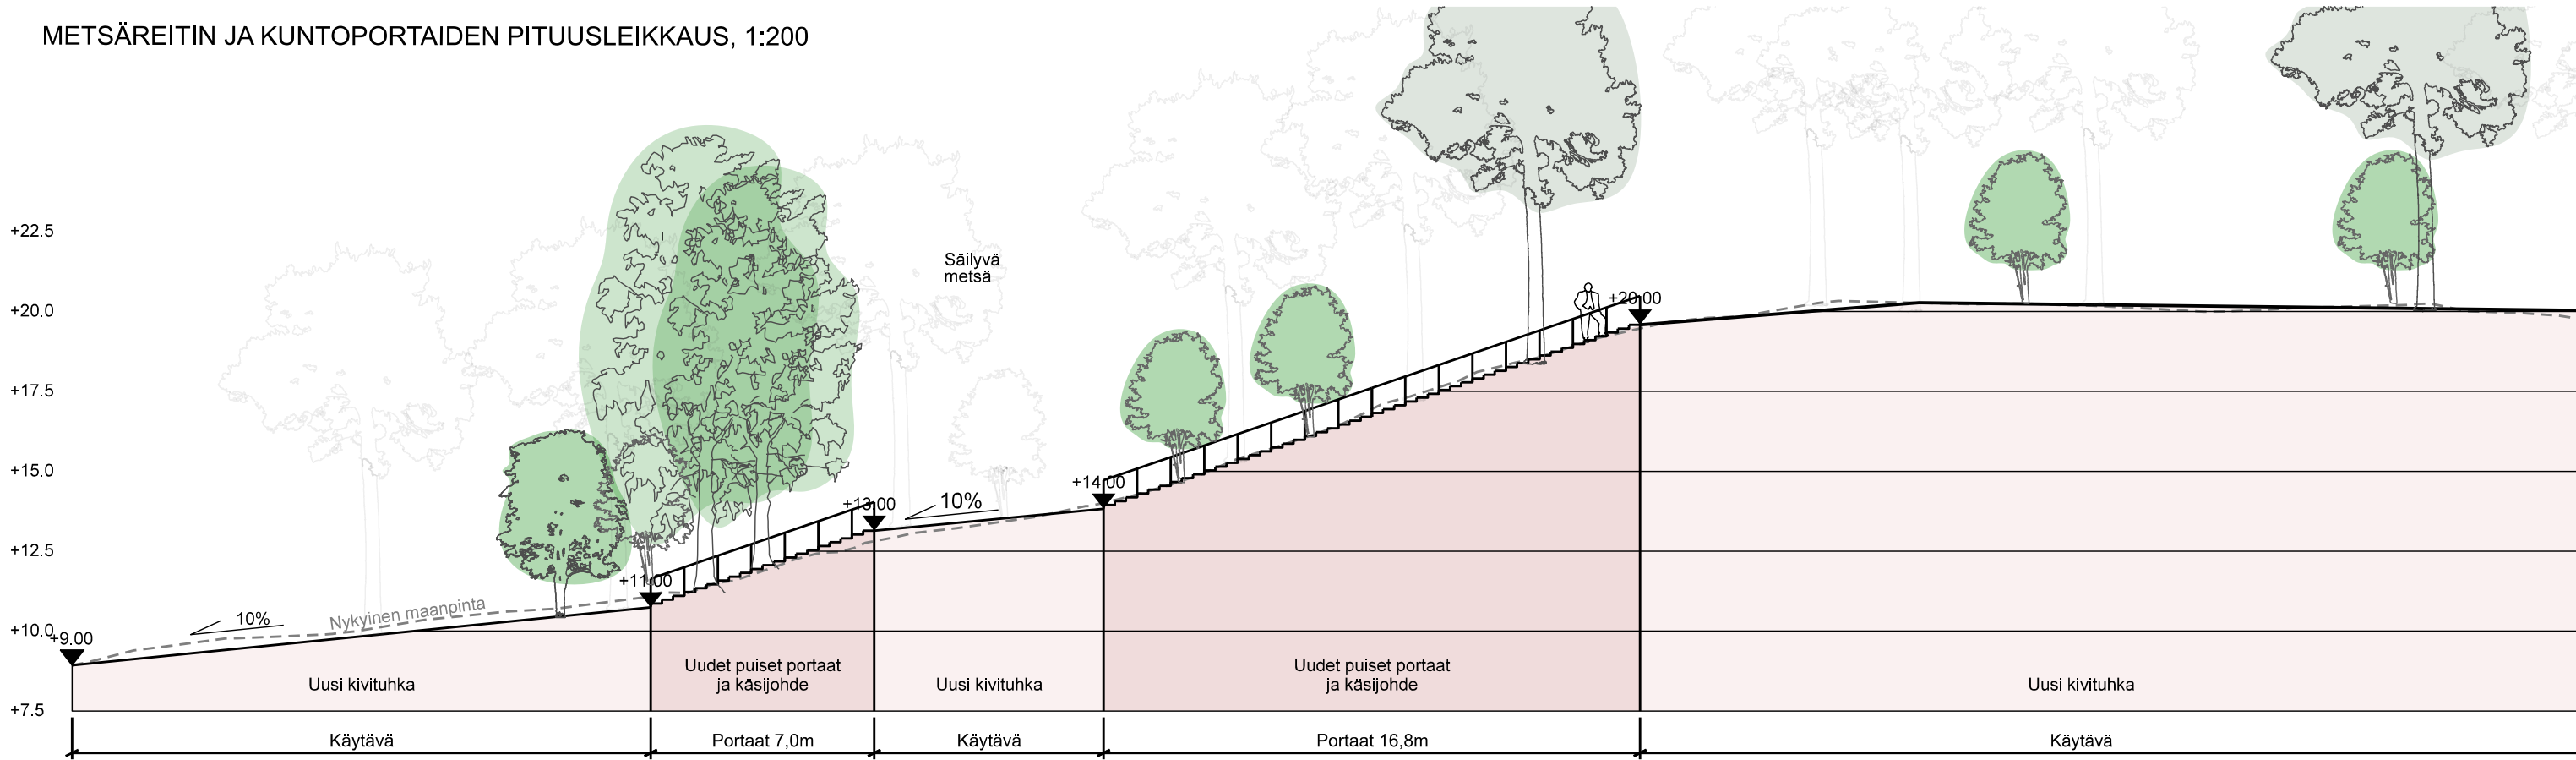 METSÄREITIN JA KUNTOPORTAIDEN PITUUSLEIKKAUS, 1:200
+22.5
Säilyvä
metsä
+20.0
+20.00
+17.5
+15.0
+14.00
+13.00
10%
+12.5
+11.00
Nykyinen maanpinta
10%
+10.0
+9.00
Uudet puiset portaat
ja käsijohde
Uudet puiset portaat
ja käsijohde
Uusi kivituhka
Uusi kivituhka
Uusi kivituhka
+7.5
Käytävä
Portaat 7,0m
Käytävä
Portaat 16,8m
Käytävä